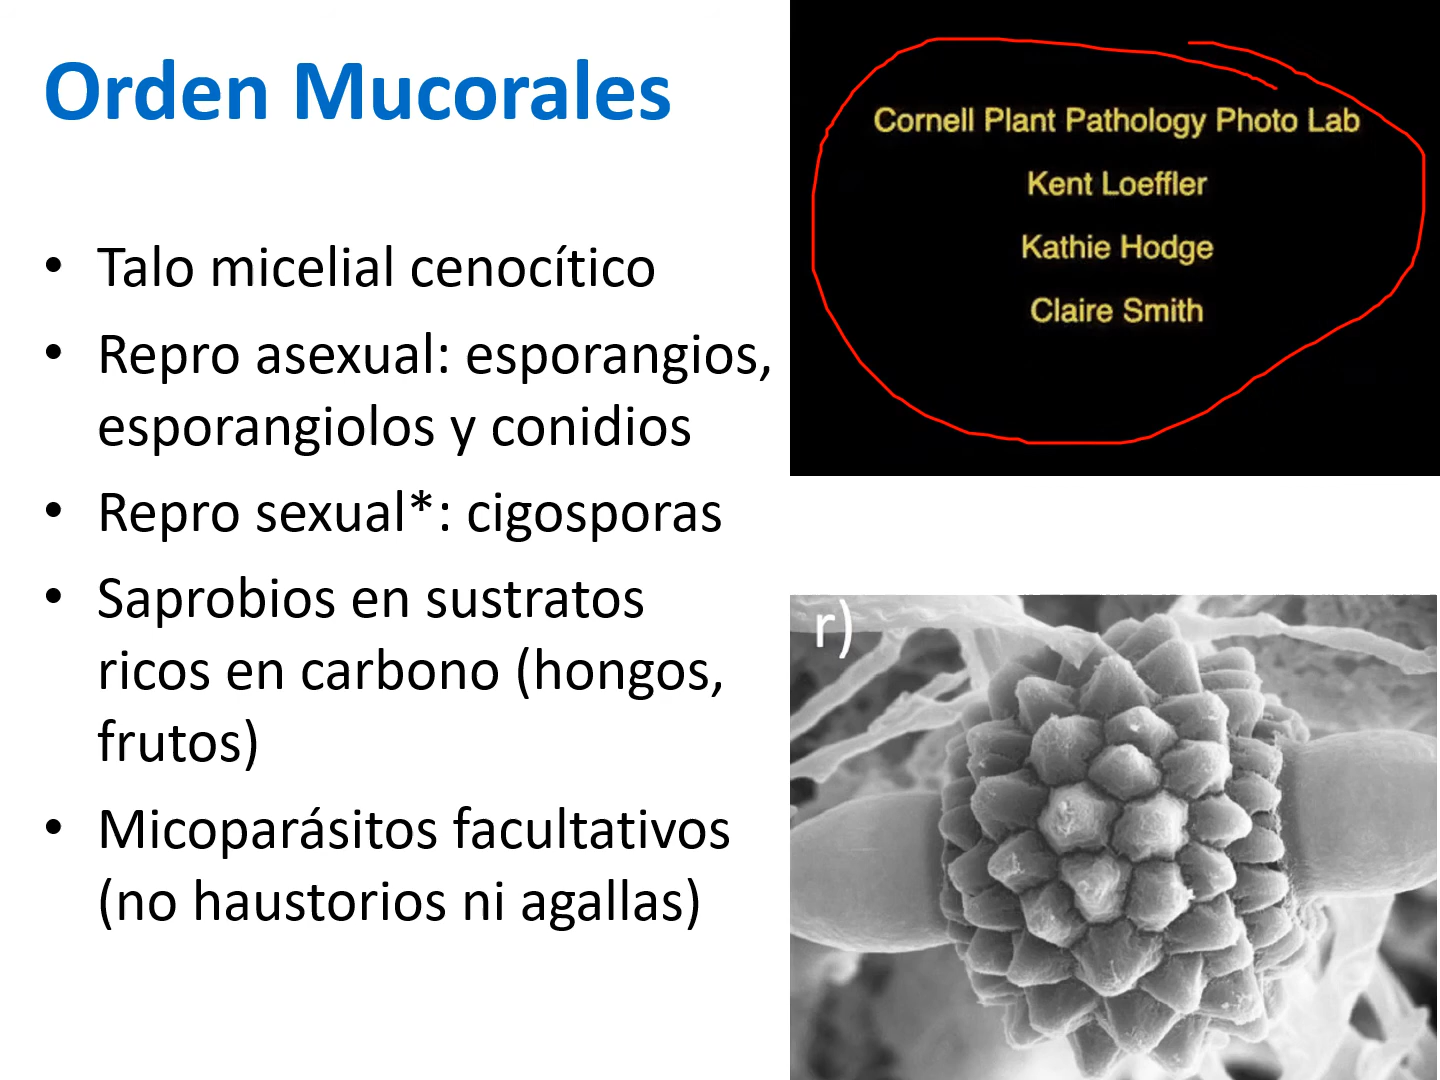 Orden Mucorales
• Talo micelial cenocítico
• Repro asexual: esporangios,
esporangiolos y conidios
• Repro sexual*: cigosporas
• Saprobios en sustratos
ricos en carbono (hongos,
frutos)
• Micoparásitos facultativos
(no haustorios ni agallas)
Cornell Plant Pathology Photo Lab
Kent Loeffler
Kathie Hodge
Claire Smith
r)